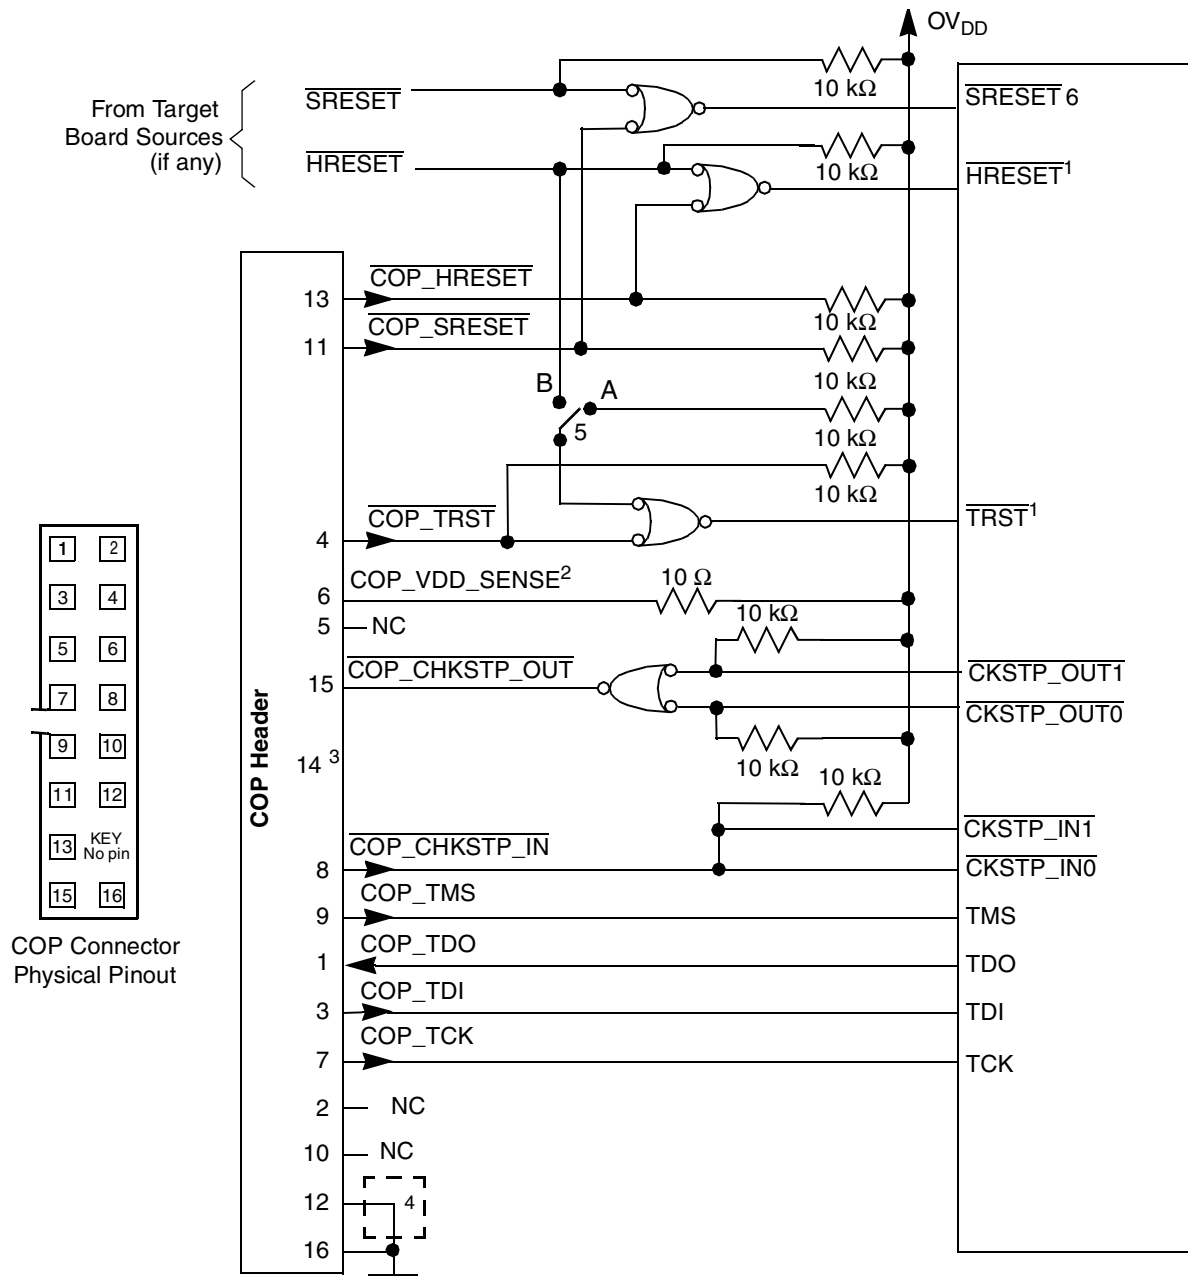 OVDD
10 kΩ
From Target
Board Sources
(if any)
SRESET
SRESET 6
HRESET
10 kΩ
HRESET1
13
COP_HRESET
10 kΩ
11
COP_SRESET
10 kΩ
B
A
5
10 kΩ
10 kΩ
4
COP_TRST
TRST1
6
COP_VDD_SENSE2
10 Ω
5
NC
10 kΩ
15
COP_CHKSTP_OUT
CKSTP_OUT1
CKSTP_OUT0
10 kΩ
14 3
10 kΩ
CKSTP_IN1
8
COP_CHKSTP_IN
CKSTP_IN0
9
COP_TMS
TMS
1
COP_TDO
TDO
3
COP_TDI
TDI
7
COP_TCK
TCK
2
NC
10
NC
12
4
16
COP Header
1 2
3 4
5 6
7 8
9 10
11 12
13 KEY
No pin
15 16
COP Connector
Physical Pinout